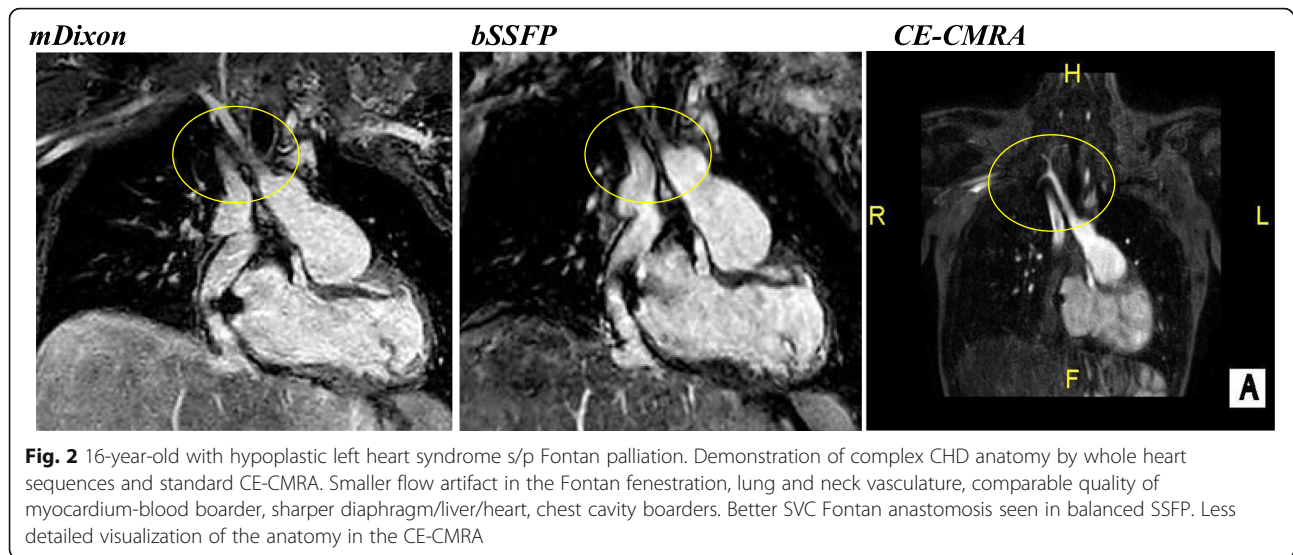 mDixon
bSSFP
CE-CMRA
H
R
L
F
A
Fig. 2 16-year-old with hypoplastic left heart syndrome s/p Fontan palliation. Demonstration of complex CHD anatomy by whole heart
sequences and standard CE-CMRA. Smaller flow artifact in the Fontan fenestration, lung and neck vasculature, comparable quality of
myocardium-blood boarder, sharper diaphragm/liver/heart, chest cavity boarders. Better SVC Fontan anastomosis seen in balanced SSFP. Less
detailed visualization of the anatomy in the CE-CMRA